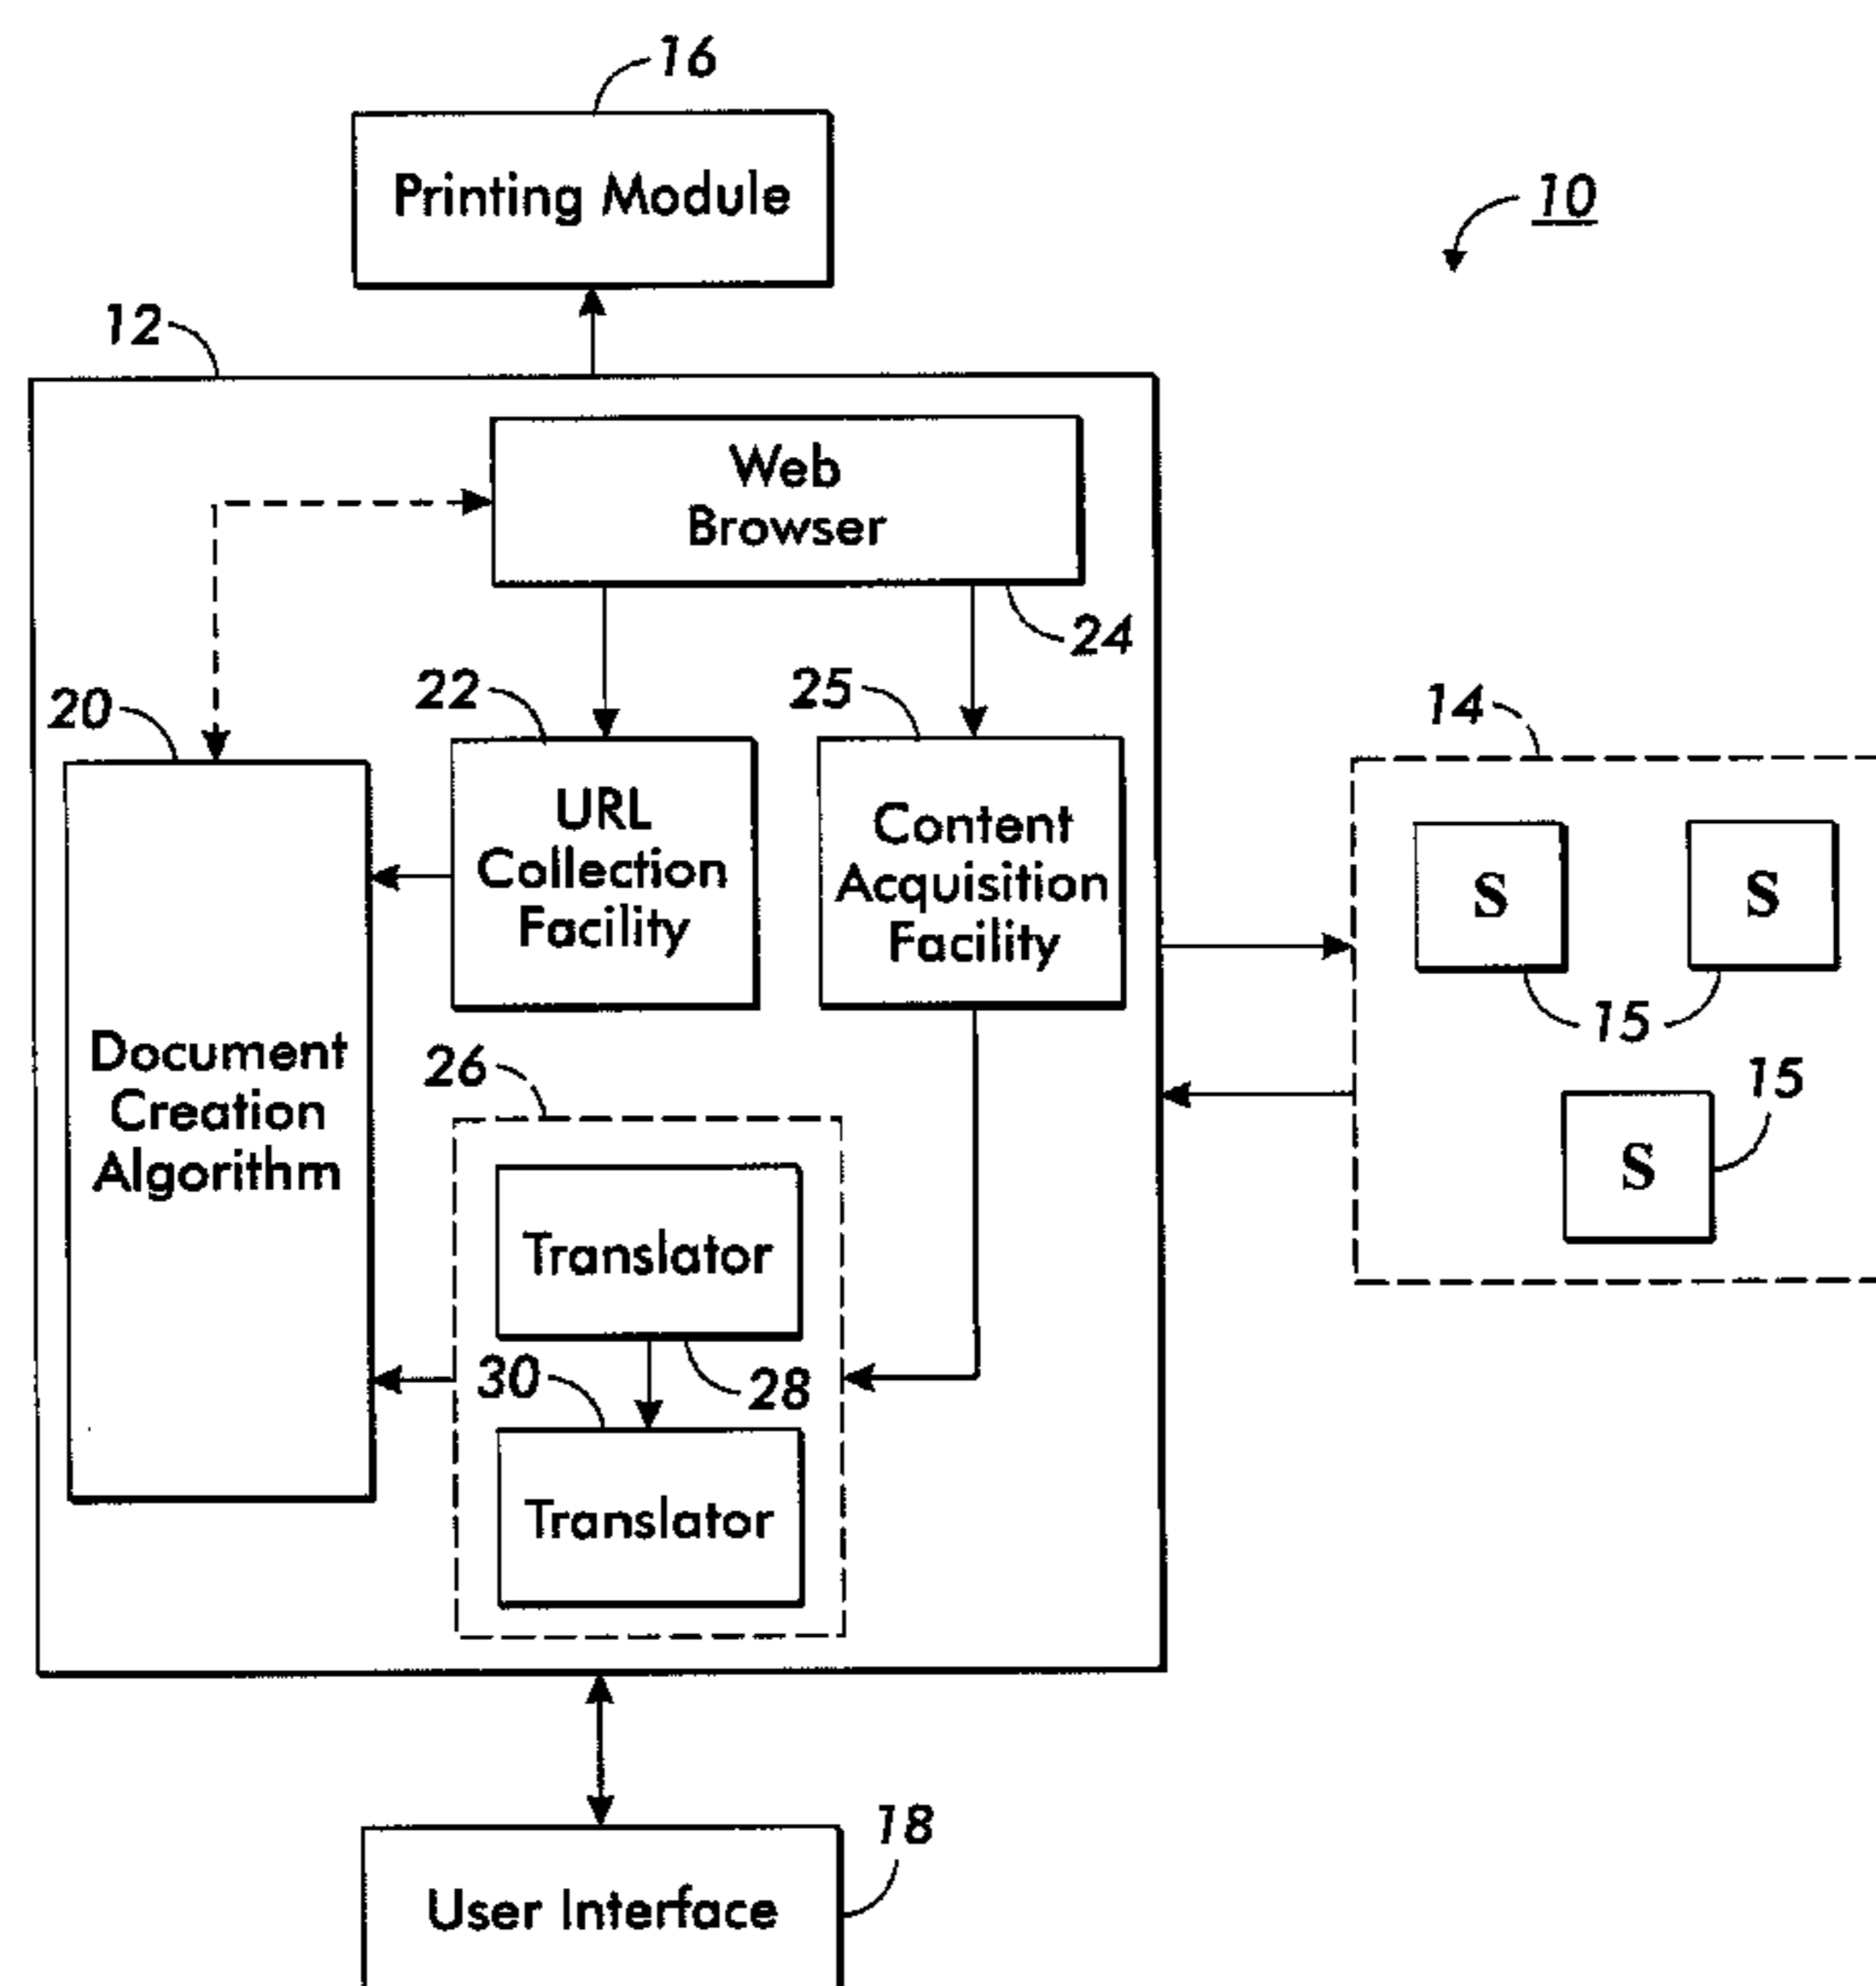 16
Printing Module
10
12
Web
Browser
24
20
22
25
14
URL
Collection
Facility
Content
Acquisition
Facility
S
S
15
Document
Creation
Algorithm
26
15
S
Translator
30
28
Translator
18
User Interface